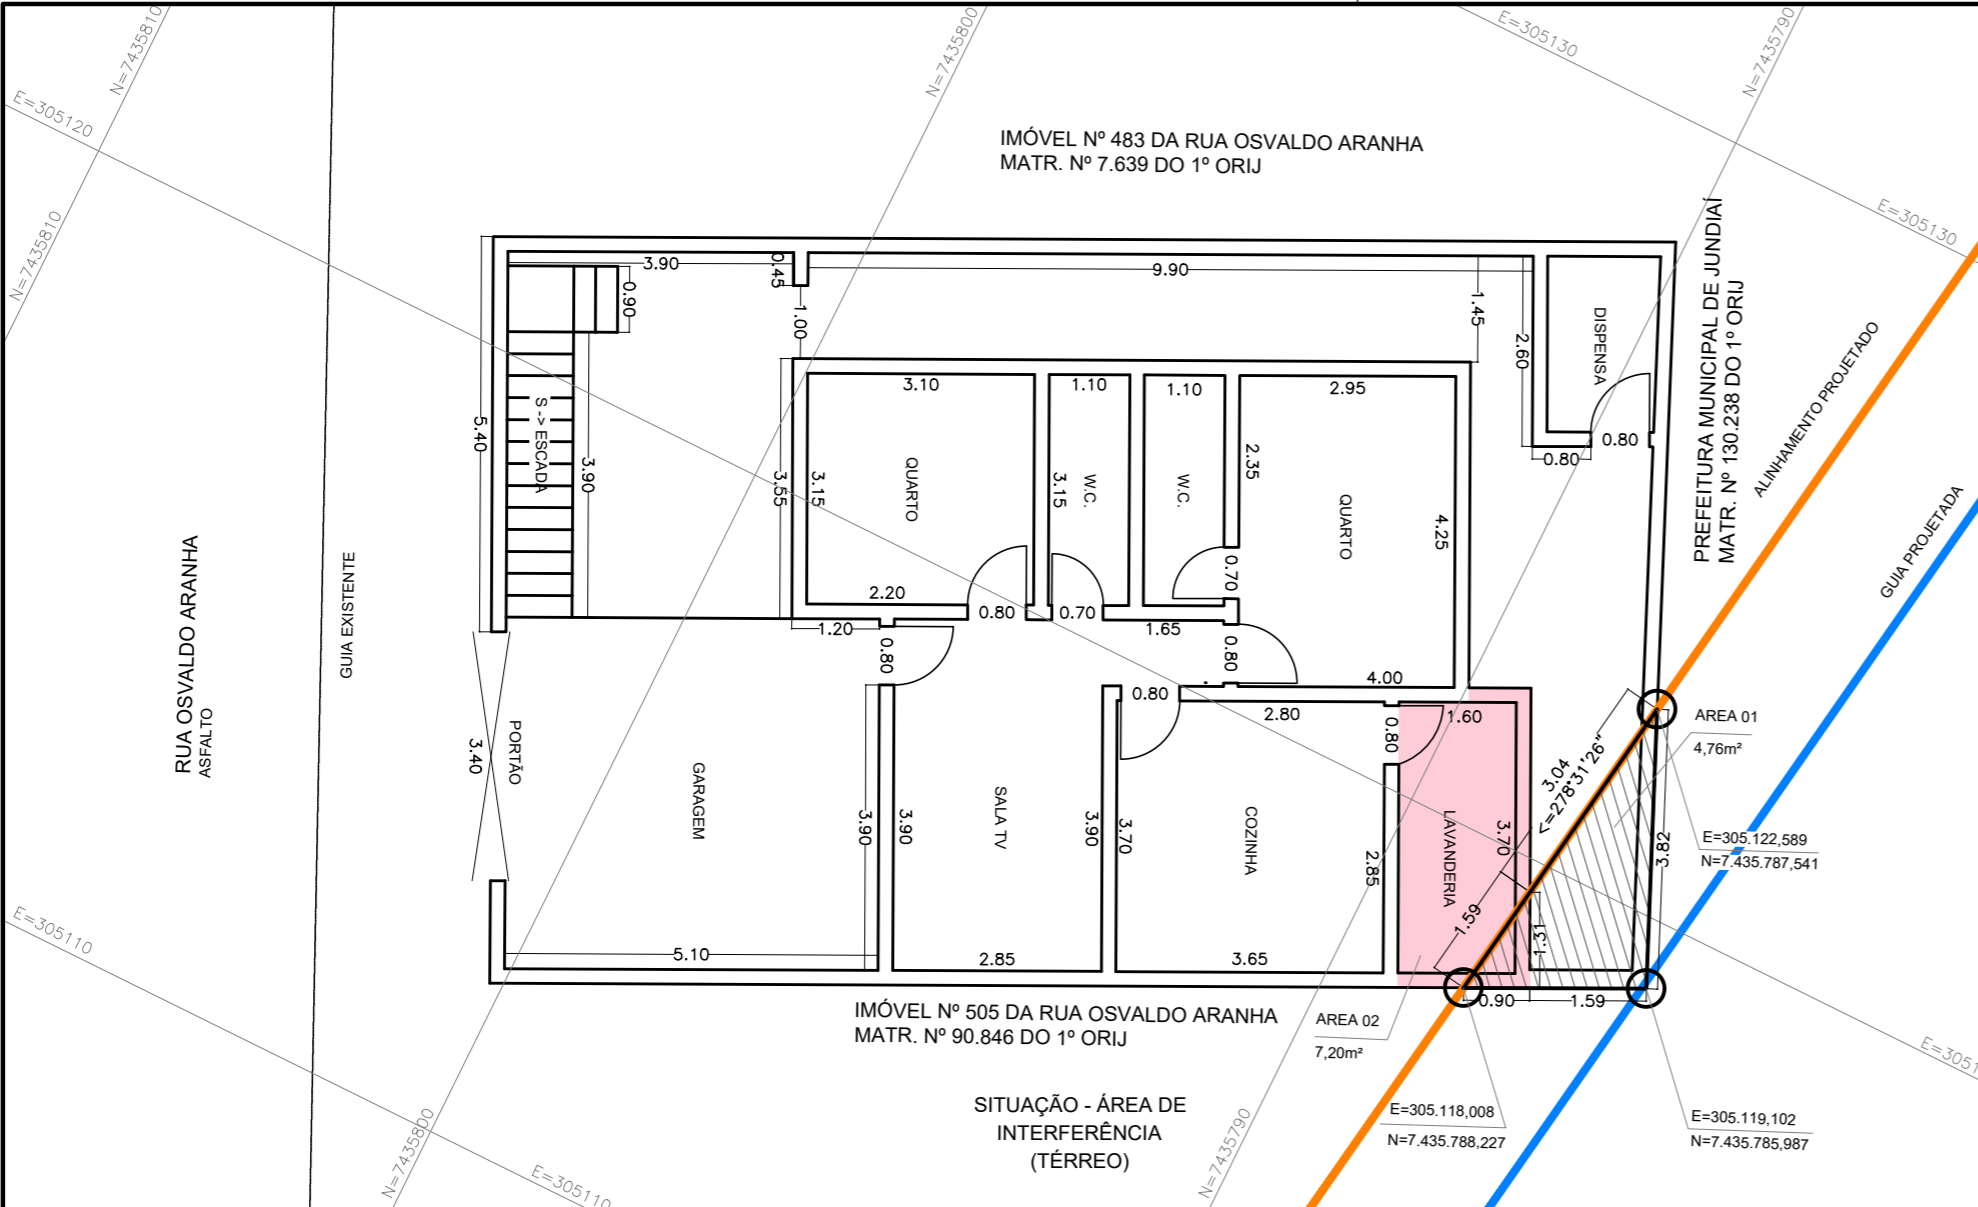 N=7435810
N=7435800
E=305130
N=7435790
E=305120
IMÓVEL Nº 483 DA RUA OSVALDO ARANHA
MATR. Nº 7.639 DO 1º ORIJ
E=305130
N=7435810
PREFEITURA MUNICIPAL DE JUNDIAÍ
MATR. Nº 130.238 DO 1º ORIJ
3.90
0.45
9.90
0.90
1.00
1.45
2.60
DISPENSA
ALINHAMENTO PROJETADO
3.10
1.10
1.10
2.95
5.40
S -> ESCADA
3.90
3.55
3.15
QUARTO
3.15
W.C.
W.C.
2.35
QUARTO
4.25
0.80
0.80
GUIA PROJETADA
RUA OSVALDO ARANHA
ASFALTO
GUIA EXISTENTE
2.20
0.80
0.70
0.70
1.20
1.65
0.80
0.80
4.00
0.80
2.80
0.80
1.60
PORTÃO
3.40
GARAGEM
3.90
3.90
SALA TV
3.90
3.70
COZINHA
2.85
LAVANDERIA
3.70
3.04
<=278°31'26"
1.59
1.31
3.82
AREA 01
4,76m²
E=305.122,589
N=7.435.787,541
5.10
2.85
3.65
0.90
1.59
E=305110
IMÓVEL Nº 505 DA RUA OSVALDO ARANHA
MATR. Nº 90.846 DO 1º ORIJ
AREA 02
7,20m²
SITUAÇÃO - ÁREA DE
INTERFERÊNCIA
(TÉRREO)
E=305.118,008
N=7.435.788,227
E=305.119,102
N=7.435.785,987
N=7435800
E=305110
N=7435790